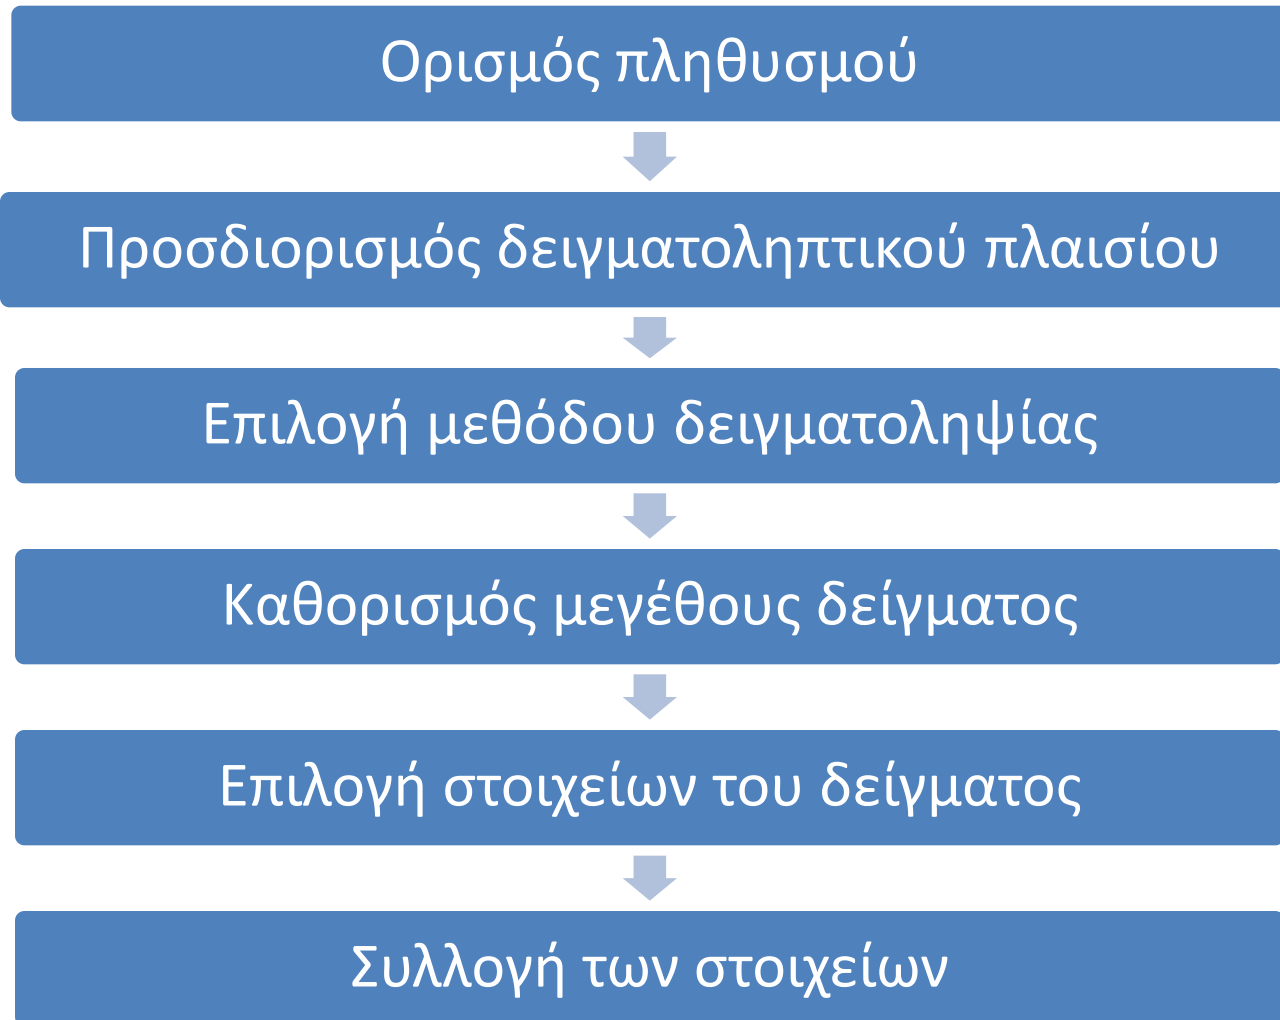 Ορισμός πληθυσμού
Προσδιορισμός δειγματοληπτικού πλαισίου
Επιλογή μεθόδου δειγματοληψίας
Καθορισμός μεγέθους δείγματος
Επιλογή στοιχείων του δείγματος
Συλλογή των στοιχείων